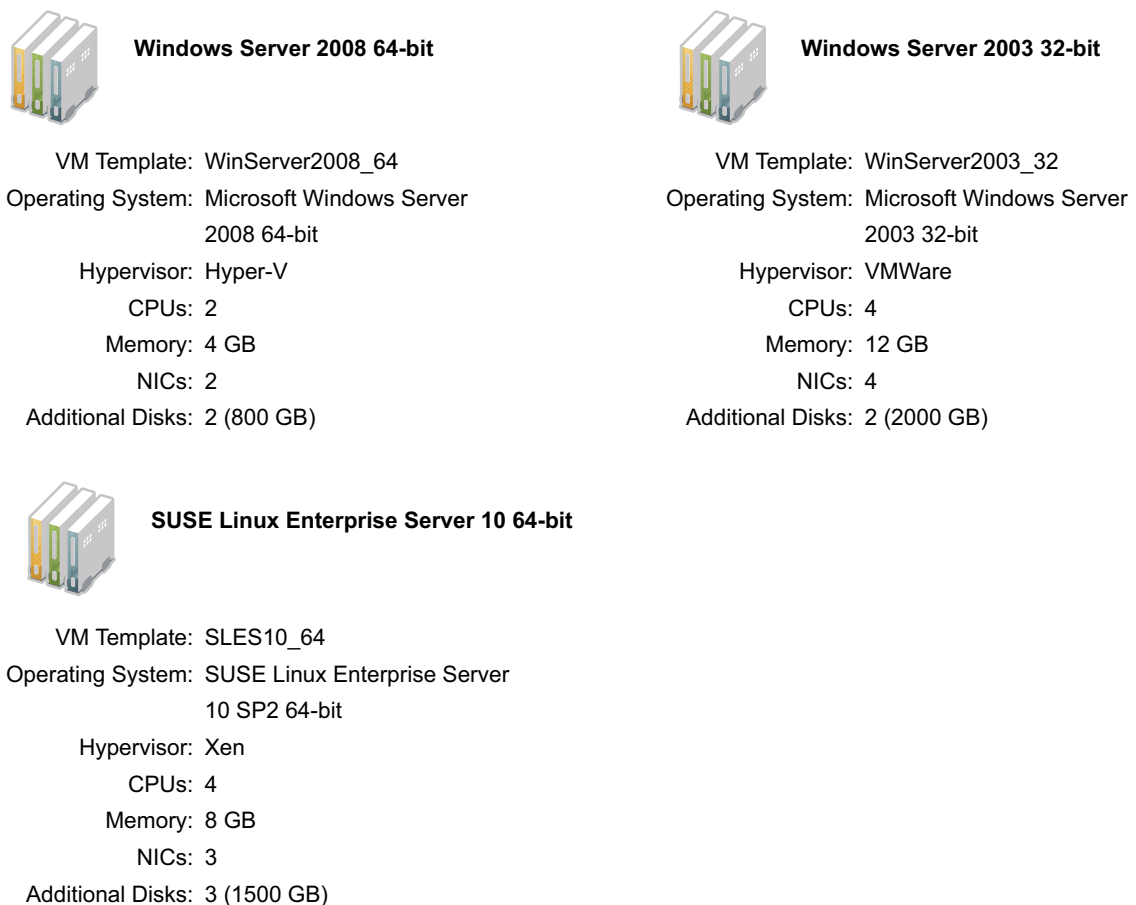 Windows Server 2008 64-bit
VM Template: WinServer2008_64
Operating System: Microsoft Windows Server
2008 64-bit
Hypervisor: Hyper-V
CPUs: 2
Memory: 4 GB
NICs: 2
Additional Disks: 2 (800 GB)
Windows Server 2003 32-bit
VM Template: WinServer2003_32
Operating System: Microsoft Windows Server
2003 32-bit
Hypervisor: VMWare
CPUs: 4
Memory: 12 GB
NICs: 4
Additional Disks: 2 (2000 GB)
SUSE Linux Enterprise Server 10 64-bit
VM Template: SLES10_64
Operating System: SUSE Linux Enterprise Server
10 SP2 64-bit
Hypervisor: Xen
CPUs: 4
Memory: 8 GB
NICs: 3
Additional Disks: 3 (1500 GB)